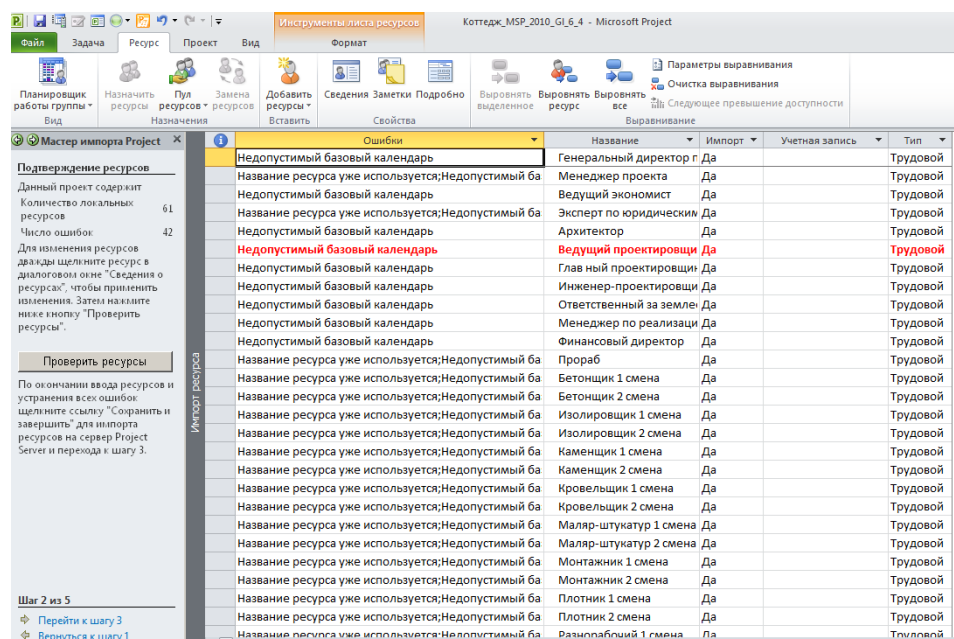 Инструменты листа ресурсов
Коттедж_MSP_2010_GI_6_4 - Microsoft Project
Файл Задача Ресурс Проект Вид Формат
Планировщик работы группы
Назначить ресурсы
Пул ресурсов
Замена ресурсов
Добавить ресурсы
Сведения Заметки Подробно
Выровнять выделенное
Выровнять ресурс
Выровнять все
Параметры выравнивания
Очистка выравнивания
Следующее превышение доступности
Вид Назначения Вставить Свойства Выравнивание
Мастер импорта Project
Подтверждение ресурсов
Данный проект содержит
Количество локальных
ресурсов 61
Число ошибок 42
Для изменения ресурсов
дважды щелкните ресурс в
диалоговом окне "Сведения о
ресурсах", чтобы применить
изменения. Затем нажмите
ниже кнопку "Проверить
ресурсы".
Проверить ресурсы
По окончании ввода ресурсов и
устранения всех ошибок
щелкните ссылку "Сохранить и
завершить" для импорта
ресурсов на сервер Project
Server и перехода к шагу 3.
Шаг 2 из 5
Перейти к шагу 3
Вернуться к шагу 1
Импорт ресурса
Ошибки Название Импорт Учетная запись Тип
Недопустимый базовый календарь Генеральный директор п Да Трудовой
Название ресурса уже используется;Недопустимый ба Менеджер проекта Да Трудовой
Недопустимый базовый календарь Ведущий экономист Да Трудовой
Название ресурса уже используется;Недопустимый ба Эксперт по юридическим Да Трудовой
Недопустимый базовый календарь Архитектор Да Трудовой
Недопустимый базовый календарь Ведущий проектировщи Да Трудовой
Недопустимый базовый календарь Глав ный проектировщик Да Трудовой
Недопустимый базовый календарь Инженер-проектировщи Да Трудовой
Недопустимый базовый календарь Ответственный за землеу Да Трудовой
Недопустимый базовый календарь Менеджер по реализаци Да Трудовой
Недопустимый базовый календарь Финансовый директор Да Трудовой
Название ресурса уже используется;Недопустимый ба Прораб Да Трудовой
Название ресурса уже используется;Недопустимый ба Бетонщик 1 смена Да Трудовой
Название ресурса уже используется;Недопустимый ба Бетонщик 2 смена Да Трудовой
Название ресурса уже используется;Недопустимый ба Изолировщик 1 смена Да Трудовой
Название ресурса уже используется;Недопустимый ба Изолировщик 2 смена Да Трудовой
Название ресурса уже используется;Недопустимый ба Каменщик 1 смена Да Трудовой
Название ресурса уже используется;Недопустимый ба Каменщик 2 смена Да Трудовой
Название ресурса уже используется;Недопустимый ба Кровельщик 1 смена Да Трудовой
Название ресурса уже используется;Недопустимый ба Кровельщик 2 смена Да Трудовой
Название ресурса уже используется;Недопустимый ба Маляр-штукатур 1 смена Да Трудовой
Название ресурса уже используется;Недопустимый ба Маляр-штукатур 2 смена Да Трудовой
Название ресурса уже используется;Недопустимый ба Монтажник 1 смена Да Трудовой
Название ресурса уже используется;Недопустимый ба Монтажник 2 смена Да Трудовой
Название ресурса уже используется;Недопустимый ба Плотник 1 смена Да Трудовой
Название ресурса уже используется;Недопустимый ба Плотник 2 смена Да Трудовой
Название ресурса уже используется;Недопустимый ба Разнорабочий 1 смена Да Трудовой